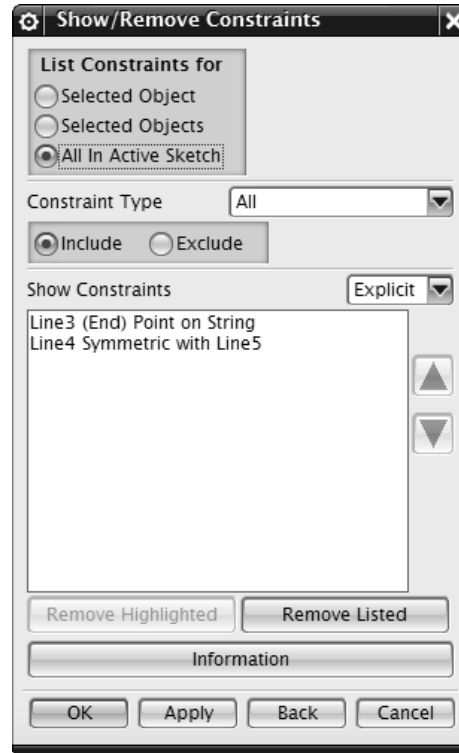 Show/Remove Constraints
List Constraints for
Selected Object
Selected Objects
All In Active Sketch
Constraint Type All
Include Exclude
Show Constraints Explicit
Line3 (End) Point on String
Line4 Symmetric with Line5
Remove Highlighted Remove Listed
Information
OK Apply Back Cancel